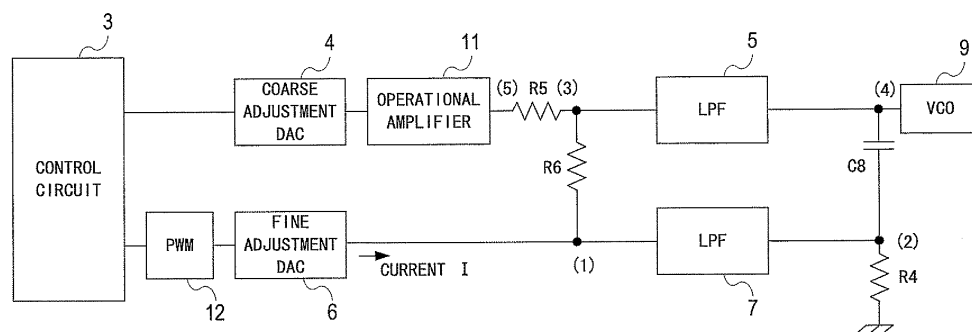 3
4
11
5
9
COARSE
ADJUSTMENT
DAC
OPERATIONAL
AMPLIFIER
(5) R5 (3)
LPF
(4)
VCO
CONTROL
CIRCUIT
R6
C8
PWM
FINE
ADJUSTMENT
DAC
CURRENT I
(1)
LPF
(2)
R4
12
6
7